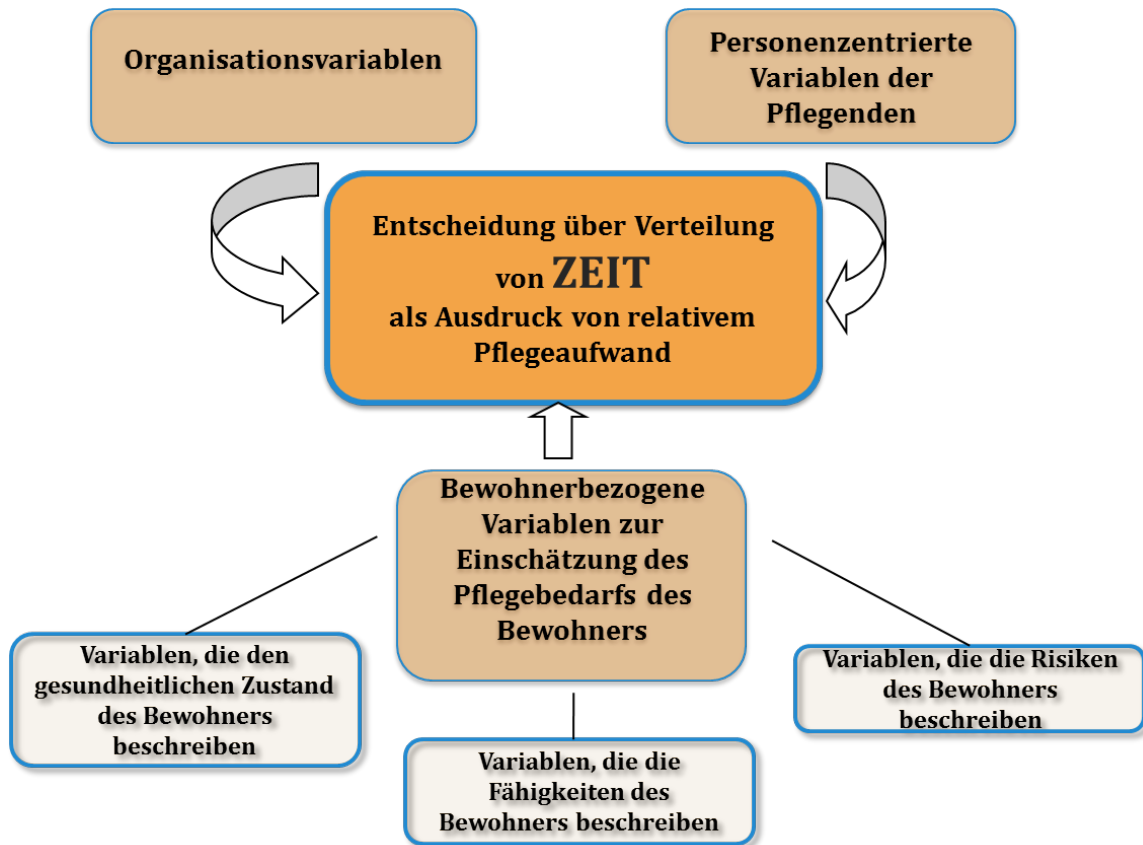 Organisationsvariablen
Personenzentrierte
Variablen der
Pflegenden
Entscheidung über Verteilung
von ZEIT
als Ausdruck von relativem
Pflegeaufwand
Bewohnerbezogene
Variablen zur
Einschätzung des
Pflegebedarfs des
Bewohners
Variablen, die den
gesundheitlichen Zustand
des Bewohners
beschreiben
Variablen, die die
Fähigkeiten des
Bewohners beschreiben
Variablen, die die Risiken
des Bewohners
beschreiben